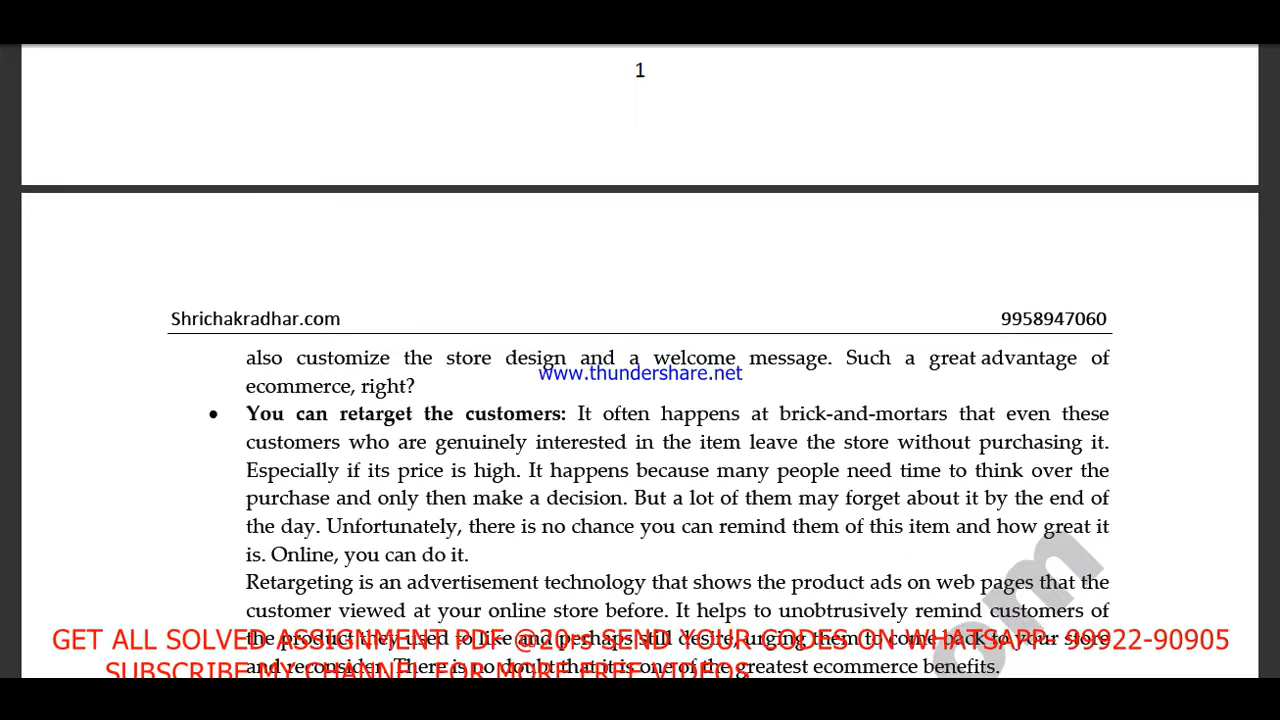 1
Shrichakradhar.com 9958947060
also customize the store design and a welcome message. Such a great advantage of
www.thundershare.net
ecommerce, right?
• You can retarget the customers: It often happens at brick-and-mortars that even these
customers who are genuinely interested in the item leave the store without purchasing it.
Especially if its price is high. It happens because many people need time to think over the
purchase and only then make a decision. But a lot of them may forget about it by the end of
the day. Unfortunately, there is no chance you can remind them of this item and how great it
is. Online, you can do it.
Retargeting is an advertisement technology that shows the product ads on web pages that the
customer viewed at your online store before. It helps to unobtrusively remind customers of
the product they used to like and perhaps still desire, urging them to come back to your store
GET ALL SOLVED ASSIGNMENT PDF @20rs SEND YOUR CODES ON WHATSAPP 99922-90905
and reconsider. There is no doubt that it is one of the greatest ecommerce benefits.
SUBSCRIBE MY CHANNEL FOR MORE FREE VIDEOS
om